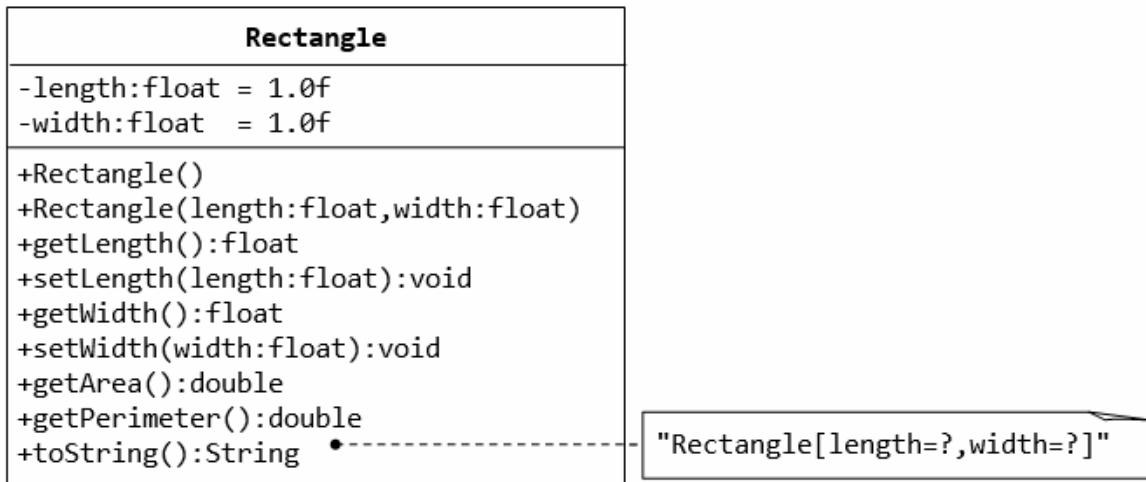 Rectangle
-length:float = 1.0f
-width:float  = 1.0f
+Rectangle()
+Rectangle(length:float,width:float)
+getLength():float
+setLength(length:float):void
+getWidth():float
+setWidth(width:float):void
+getArea():double
+getPerimeter():double
+toString():String
"Rectangle[length=?,width=?]"